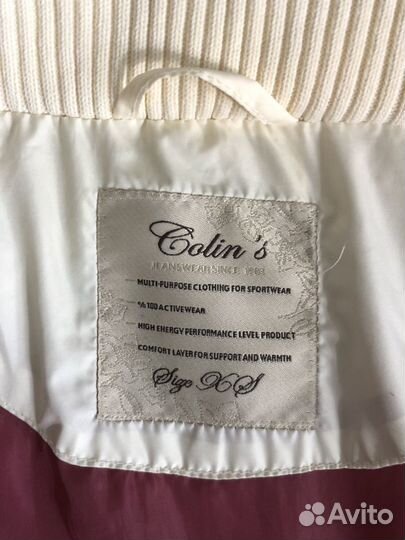 Colin's
JEANSWEAR SINCE 1983
MULTI-PURPOSE CLOTHING FOR SPORTWEAR
%100 ACTIVEWEAR
HIGH ENERGY PERFORMANCE LEVEL PRODUCT
COMFORT LAYER FOR SUPPORT AND WARMTH
Size XS
Avito